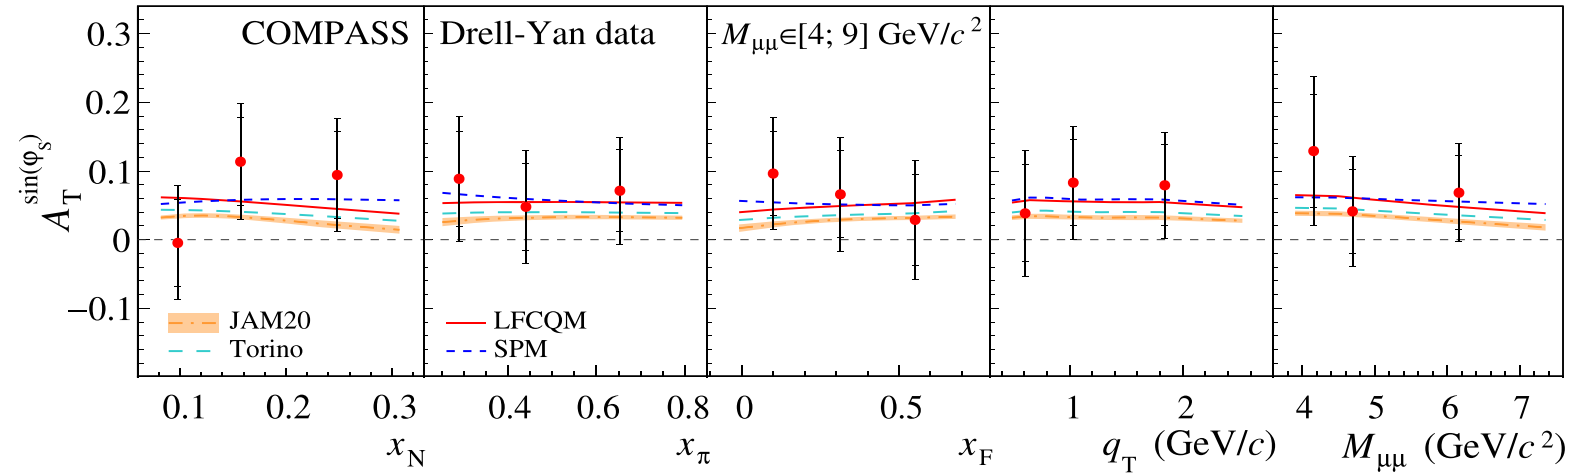 COMPASS Drell-Yan data M_μμ∈[4; 9] GeV/c²
A_T^sin(φ_S)
0.3
0.2
0.1
0
−0.1
JAM20 LFCQM
Torino SPM
0.1 0.2 0.3 0.4 0.6 0.8 0 0.5 1 2 4 5 6 7
x_N x_π x_F q_T (GeV/c) M_μμ (GeV/c²)